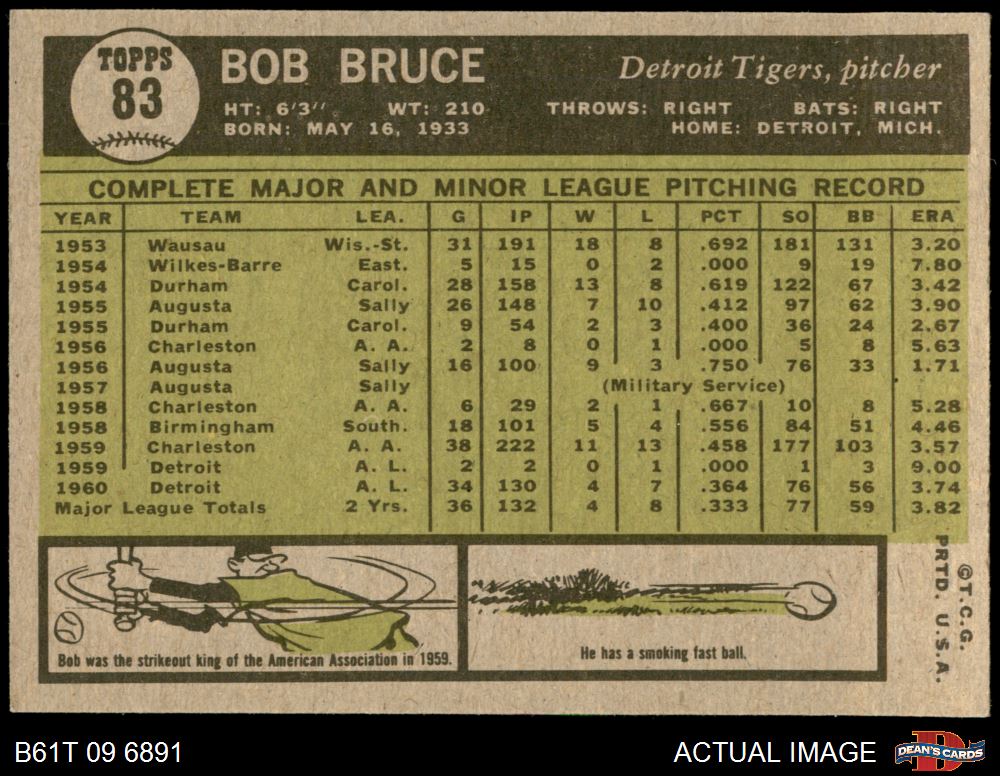 TOPPS
83
BOB BRUCE
Detroit Tigers, pitcher
HT: 6'3'' WT: 210 THROWS: RIGHT BATS: RIGHT
BORN: MAY 16, 1933 HOME: DETROIT, MICH.
COMPLETE MAJOR AND MINOR LEAGUE PITCHING RECORD
YEAR TEAM LEA. G IP W L PCT SO BB ERA
1953 Wausau Wis.-St. 31 191 18 8 .692 181 131 3.20
1954 Wilkes-Barre East. 5 15 0 2 .000 9 19 7.80
1954 Durham Carol. 28 158 13 8 .619 122 67 3.42
1955 Augusta Sally 26 148 7 10 .412 97 62 3.90
1955 Durham Carol. 9 54 2 3 .400 36 24 2.67
1956 Charleston A. A. 2 8 0 1 .000 5 8 5.63
1956 Augusta Sally 16 100 9 3 .750 76 33 1.71
1957 Augusta Sally (Military Service)
1958 Charleston A. A. 6 29 2 1 .667 10 8 5.28
1958 Birmingham South. 18 101 5 4 .556 84 51 4.46
1959 Charleston A. A. 38 222 11 13 .458 177 103 3.57
1959 Detroit A. L. 2 2 0 1 .000 1 3 9.00
1960 Detroit A. L. 34 130 4 7 .364 76 56 3.74
Major League Totals 2 Yrs. 36 132 4 8 .333 77 59 3.82
Bob was the strikeout king of the American Association in 1959.
He has a smoking fast ball.
©T.C.G.
PRTD. U.S.A.
B61T 09 6891
ACTUAL IMAGE
DEAN'S CARDS